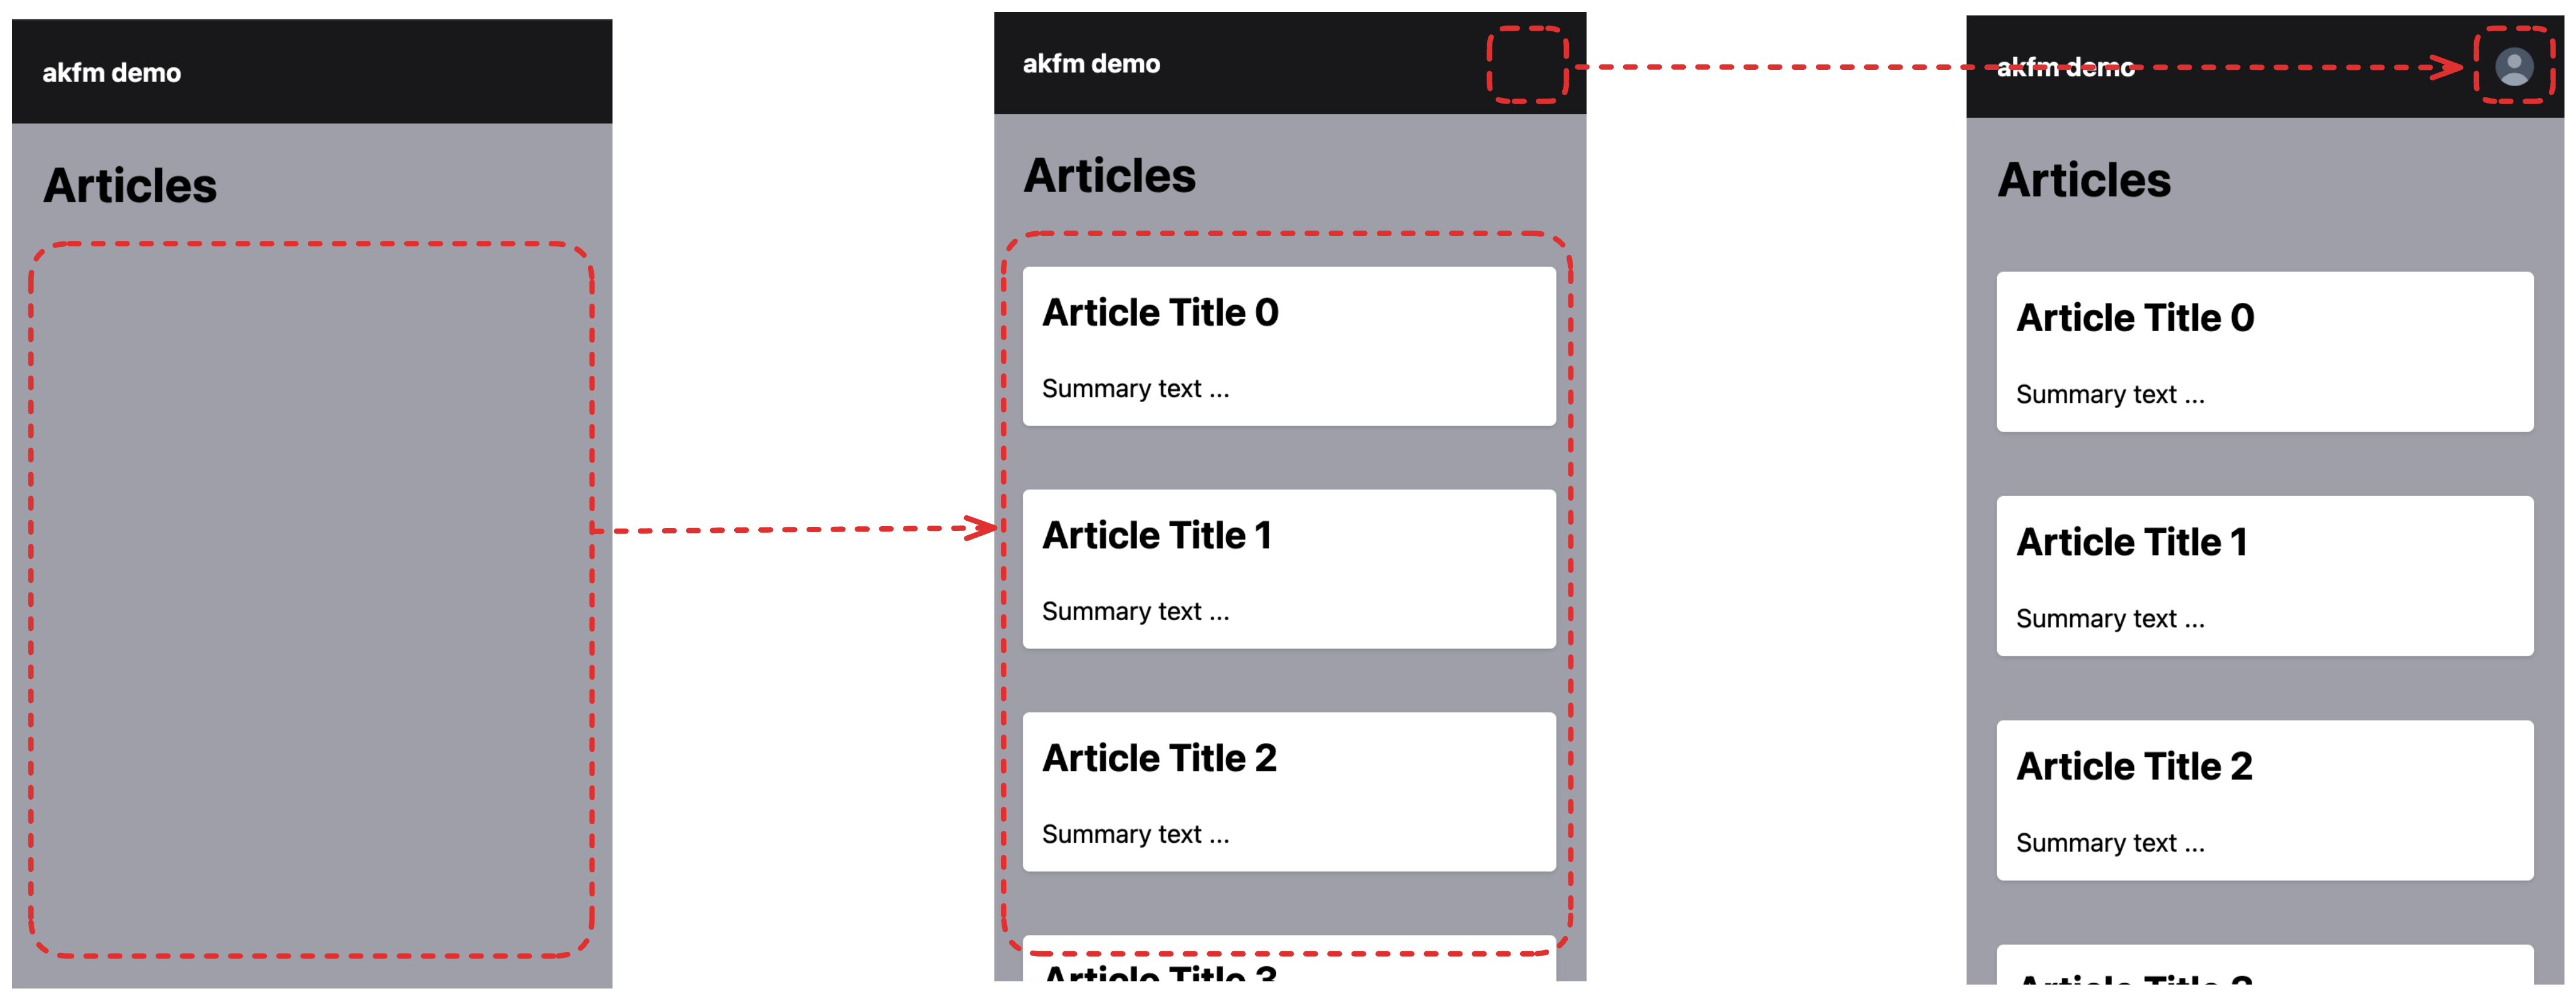 akfm demo
Articles
akfm demo
Articles
Article Title 0
Summary text ...
Article Title 1
Summary text ...
Article Title 2
Summary text ...
Article Title 3
akfm demo
Articles
Article Title 0
Summary text ...
Article Title 1
Summary text ...
Article Title 2
Summary text ...
Article Title